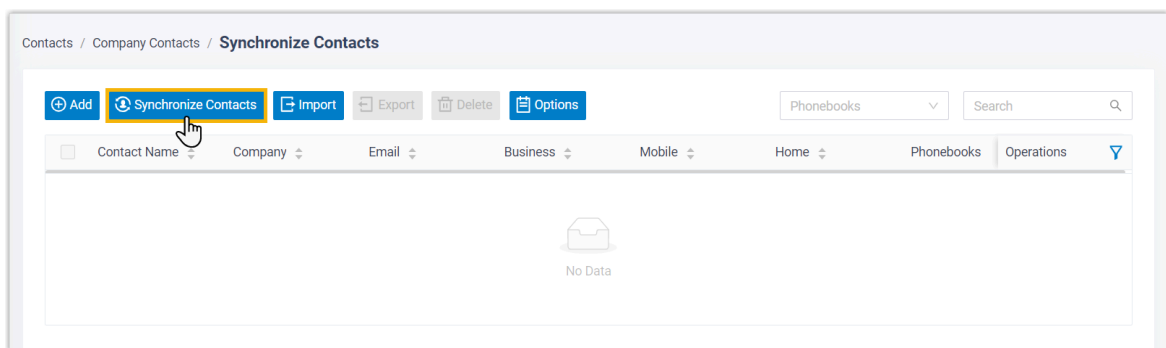 Contacts / Company Contacts / Synchronize Contacts
Add Synchronize Contacts Import Export Delete Options Phonebooks Search
Contact Name Company Email Business Mobile Home Phonebooks Operations
No Data